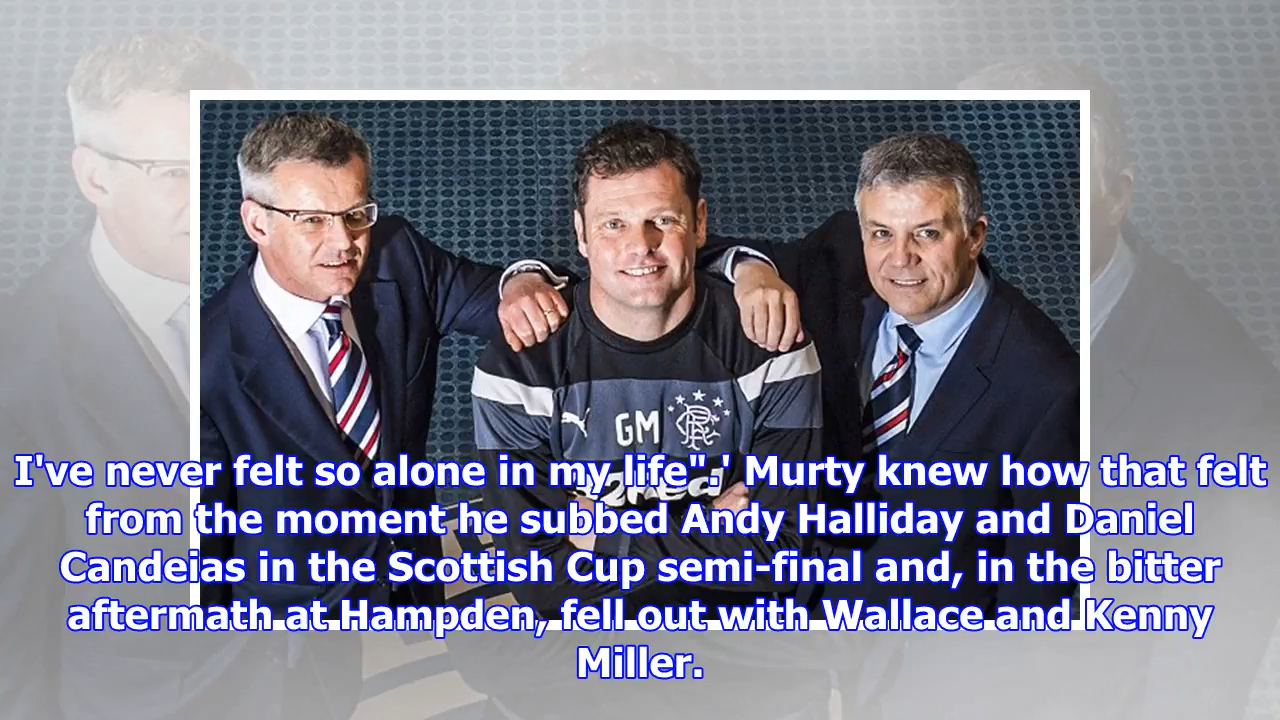 GM
I've never felt so alone in my life".' Murty knew how that felt
from the moment he subbed Andy Halliday and Daniel
Candeias in the Scottish Cup semi-final and, in the bitter
aftermath at Hampden, fell out with Wallace and Kenny
Miller.